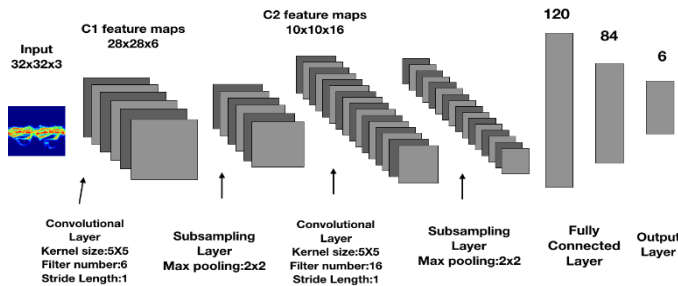 Input
32x32x3
C1 feature maps
28x28x6
C2 feature maps
10x10x16
120
84
6
Convolutional
Layer
Kernel size:5X5
Filter number:6
Stride Length:1
Subsampling
Layer
Max pooling:2x2
Convolutional
Layer
Kernel size:5X5
Filter number:16
Stride Length:1
Subsampling
Layer
Max pooling:2x2
Fully
Connected
Layer
Output
Layer